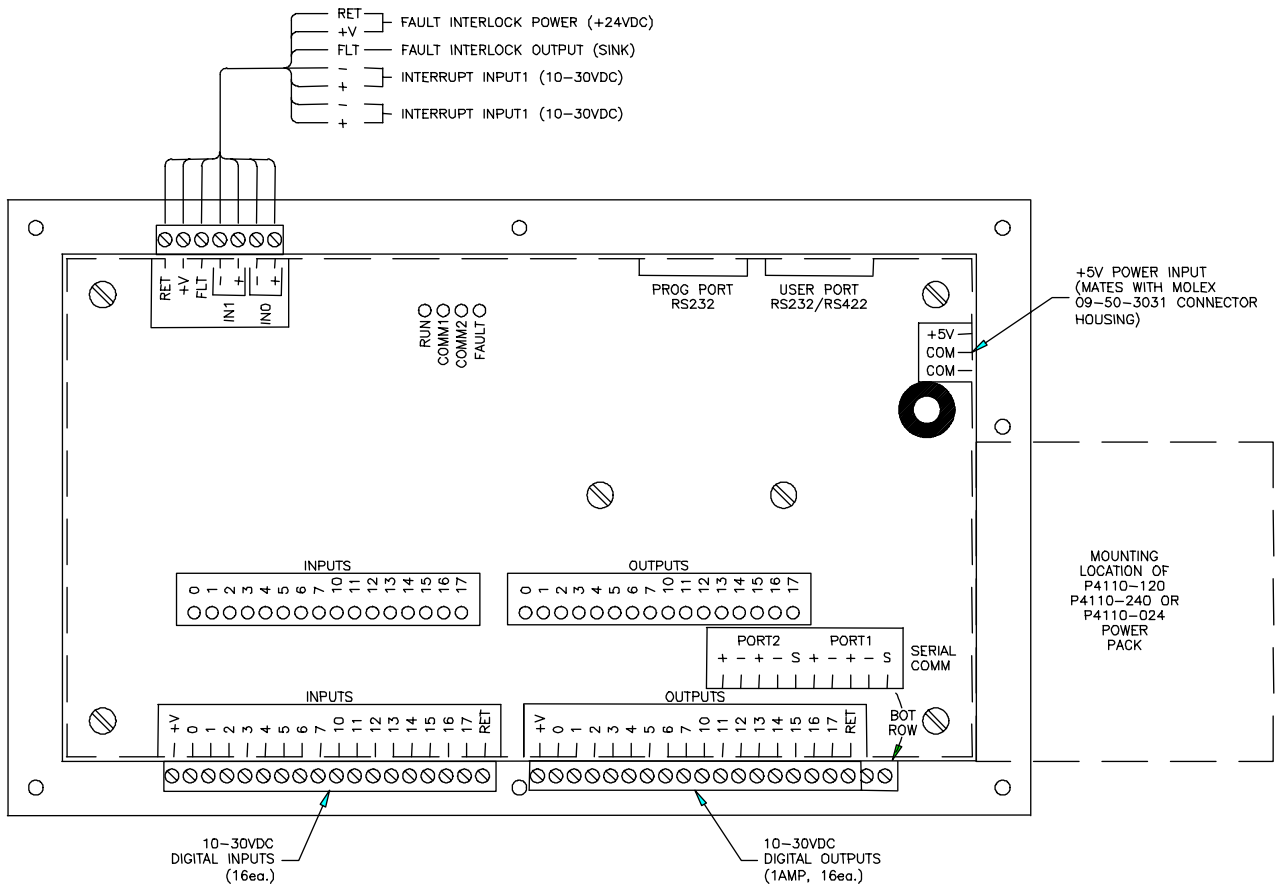 RET
+V
FAULT INTERLOCK POWER (+24VDC)
FLT
FAULT INTERLOCK OUTPUT (SINK)
-
+
INTERRUPT INPUT1 (10-30VDC)
-
+
INTERRUPT INPUT1 (10-30VDC)
RET
+V
FLT
- +
IN1
- +
IN0
RUN
COMM1
COMM2
FAULT
PROG PORT
RS232
USER PORT
RS232/RS422
+5V
COM
COM
+5V POWER INPUT
(MATES WITH MOLEX
09-50-3031 CONNECTOR
HOUSING)
MOUNTING
LOCATION OF
P4110-120
P4110-240 OR
P4110-024
POWER
PACK
INPUTS
0 1 2 3 4 5 6 7 10 11 12 13 14 15 16 17
OUTPUTS
0 1 2 3 4 5 6 7 10 11 12 13 14 15 16 17
PORT2 PORT1
+ - + - S + - + - S
SERIAL
COMM
INPUTS
+V 0 1 2 3 4 5 6 7 10 11 12 13 14 15 16 17 RET
OUTPUTS
+V 0 1 2 3 4 5 6 7 10 11 12 13 14 15 16 17 RET
BOT
ROW
10-30VDC
DIGITAL INPUTS
(16ea.)
10-30VDC
DIGITAL OUTPUTS
(1AMP, 16ea.)